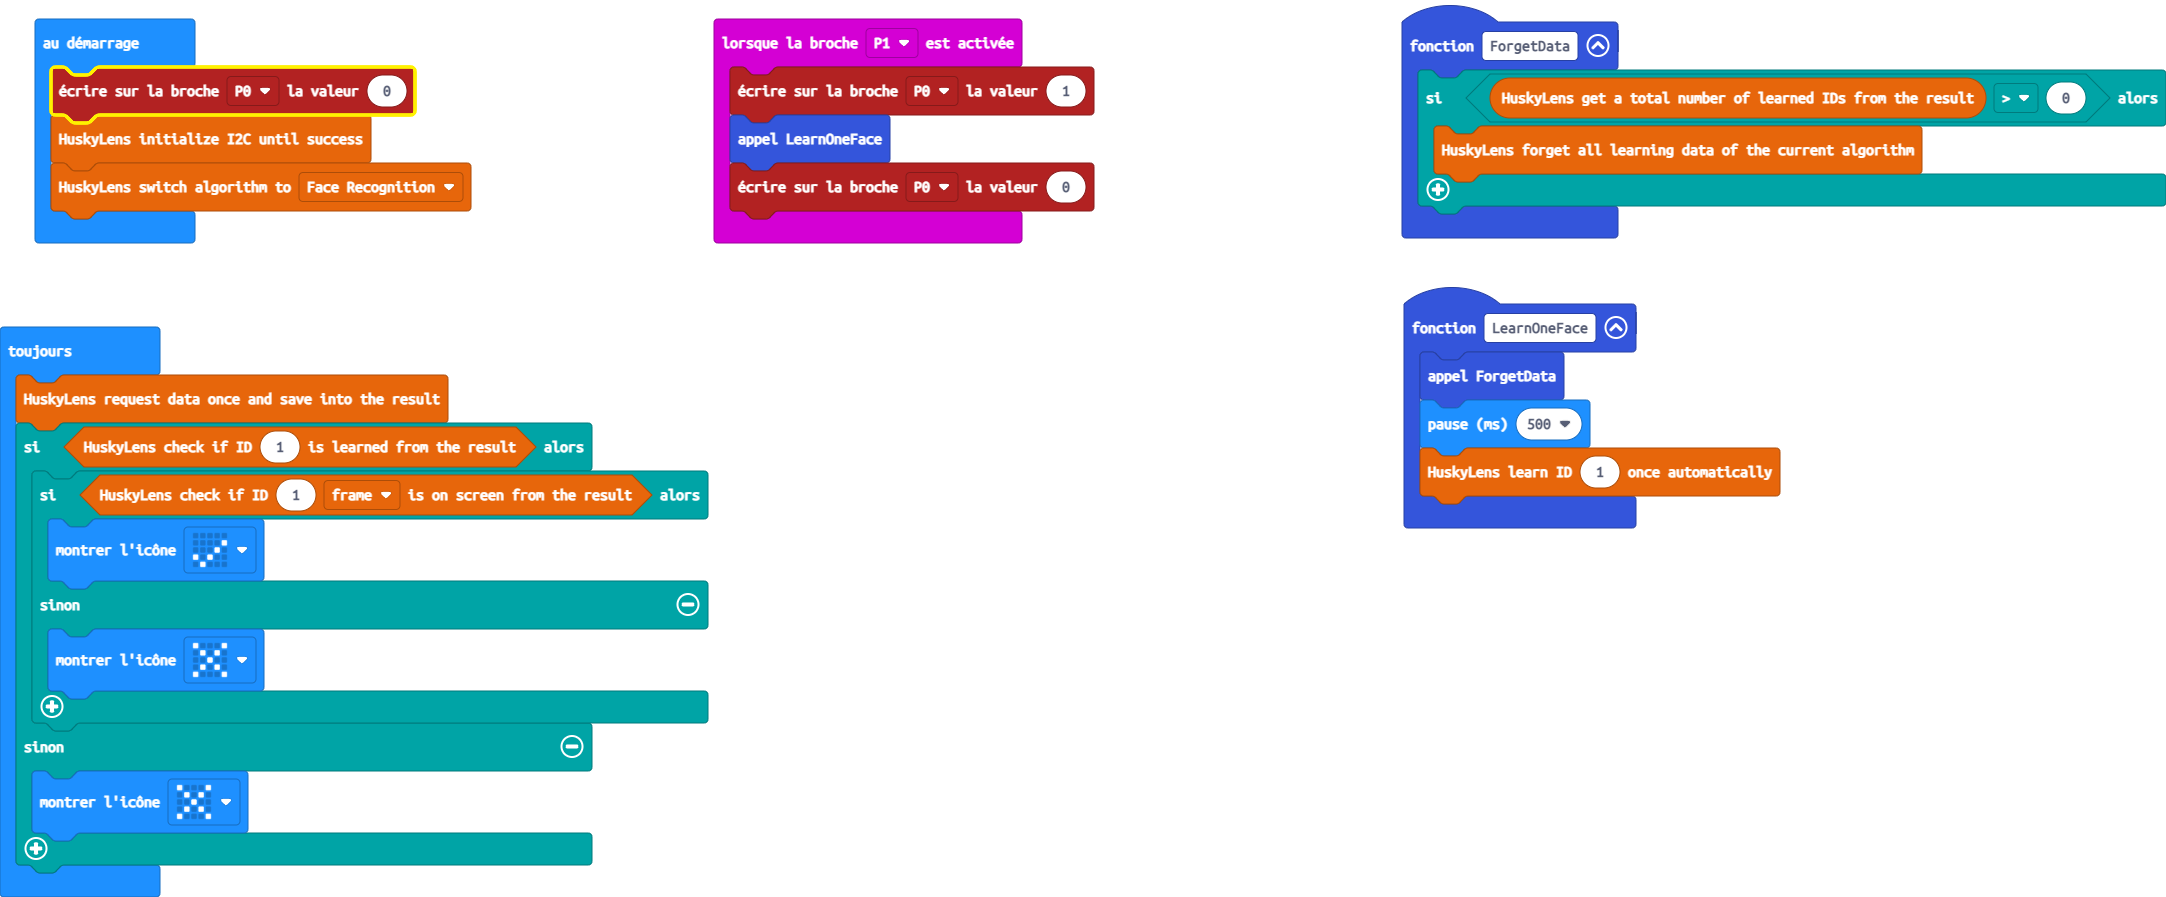 au démarrage
écrire sur la broche P0 la valeur 0
HuskyLens initialize I2C until success
HuskyLens switch algorithm to Face Recognition
lorsque la broche P1 est activée
écrire sur la broche P0 la valeur 1
appel LearnOneFace
écrire sur la broche P0 la valeur 0
fonction ForgetData
si HuskyLens get a total number of learned IDs from the result > 0 alors
HuskyLens forget all learning data of the current algorithm
fonction LearnOneFace
appel ForgetData
pause (ms) 500
HuskyLens learn ID 1 once automatically
toujours
HuskyLens request data once and save into the result
si HuskyLens check if ID 1 is learned from the result alors
si HuskyLens check if ID 1 frame is on screen from the result alors
montrer l'icône
sinon
montrer l'icône
sinon
montrer l'icône